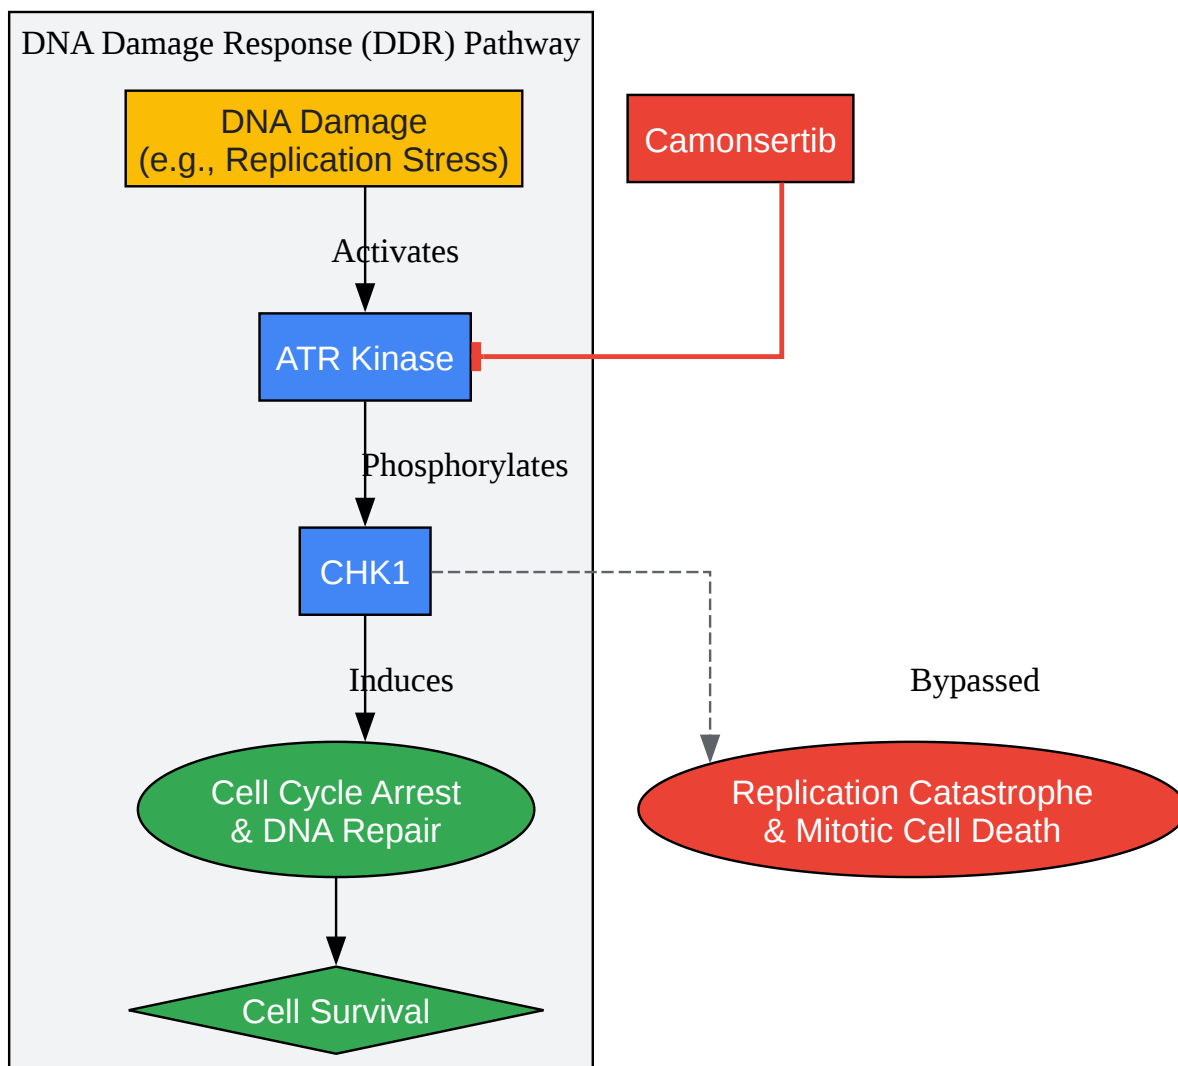 DNA Damage Response (DDR) Pathway
DNA Damage
(e.g., Replication Stress)
Camonsertib
Activates
ATR Kinase
Phosphorylates
CHK1
Induces
Bypassed
Cell Cycle Arrest
& DNA Repair
Replication Catastrophe
& Mitotic Cell Death
Cell Survival